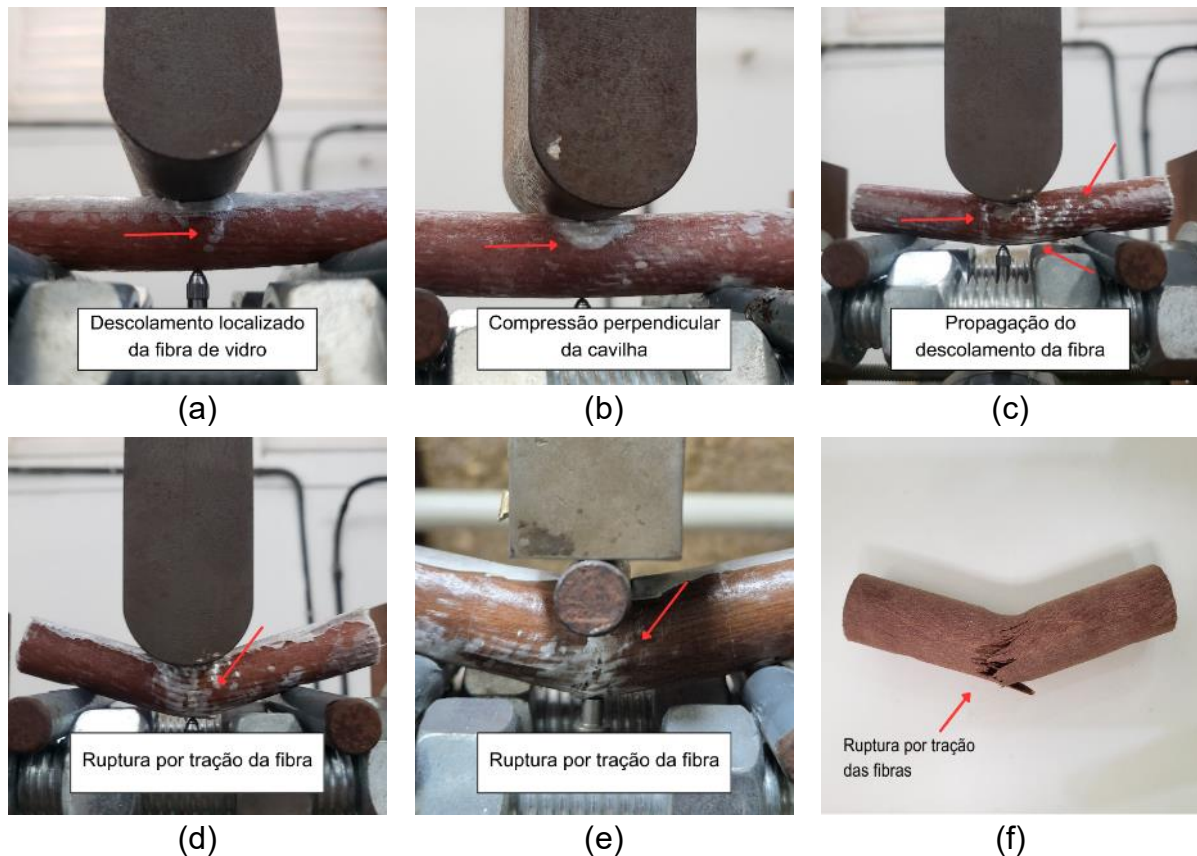 Descolamento localizado
da fibra de vidro
(a)
Compressão perpendicular
da cavilha
(b)
Propagação do
descolamento da fibra
(c)
Ruptura por tração da fibra
(d)
Ruptura por tração da fibra
(e)
Ruptura por tração
das fibras
(f)